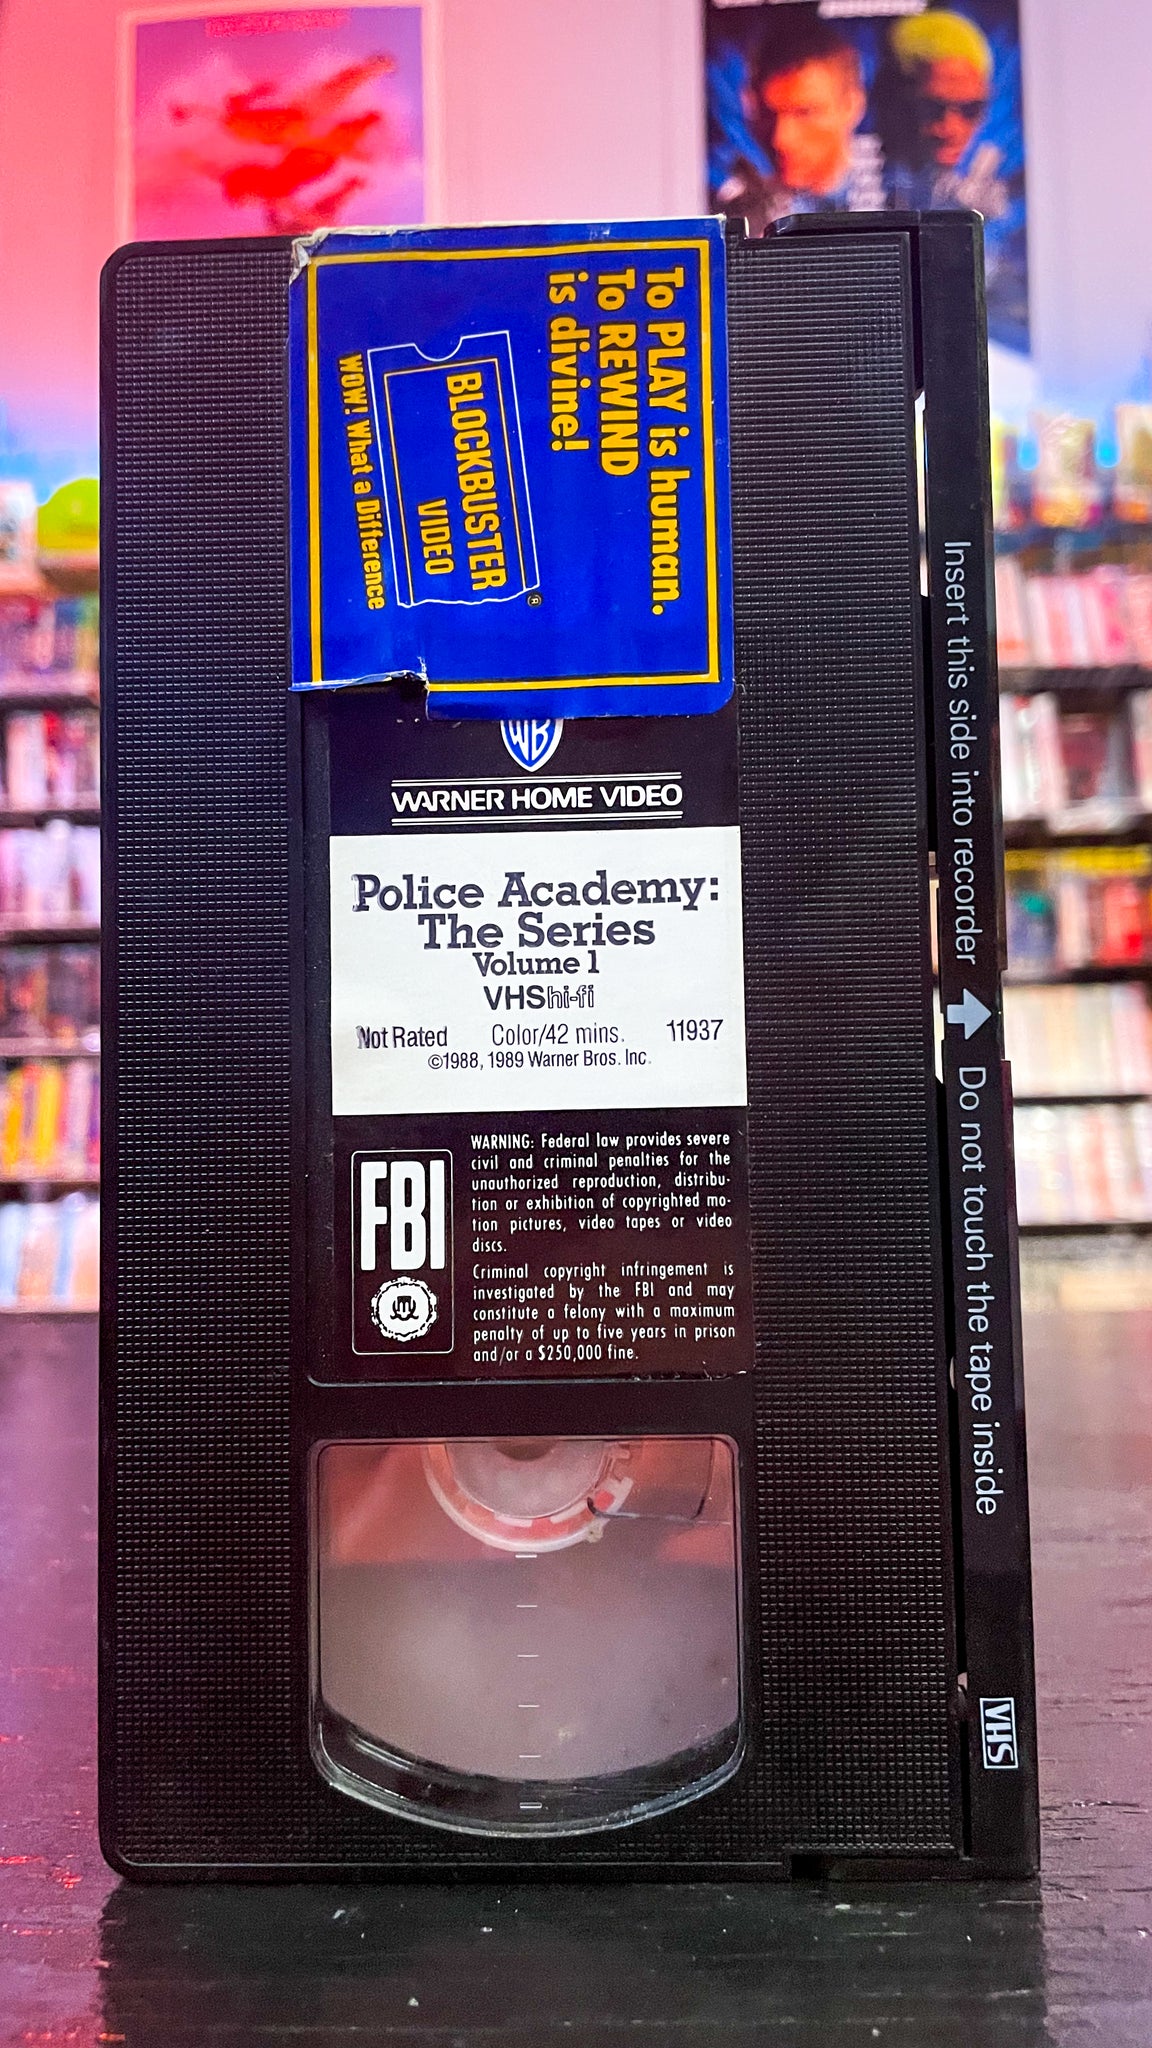 To PLAY is human.
To REWIND
is divine!
BLOCKBUSTER
VIDEO
®
WOW! What a Difference
WB
WARNER HOME VIDEO
Police Academy:
The Series
Volume 1
VHS hi-fi
Not Rated Color/42 mins. 11937
©1988, 1989 Warner Bros. Inc.
FBI
WARNING: Federal law provides severe
civil and criminal penalties for the
unauthorized reproduction, distribu-
tion or exhibition of copyrighted mo-
tion pictures, video tapes or video
discs.
Criminal copyright infringement is
investigated by the FBI and may
constitute a felony with a maximum
penalty of up to five years in prison
and/or a $250,000 fine.
Insert this side into recorder Do not touch the tape inside
VHS